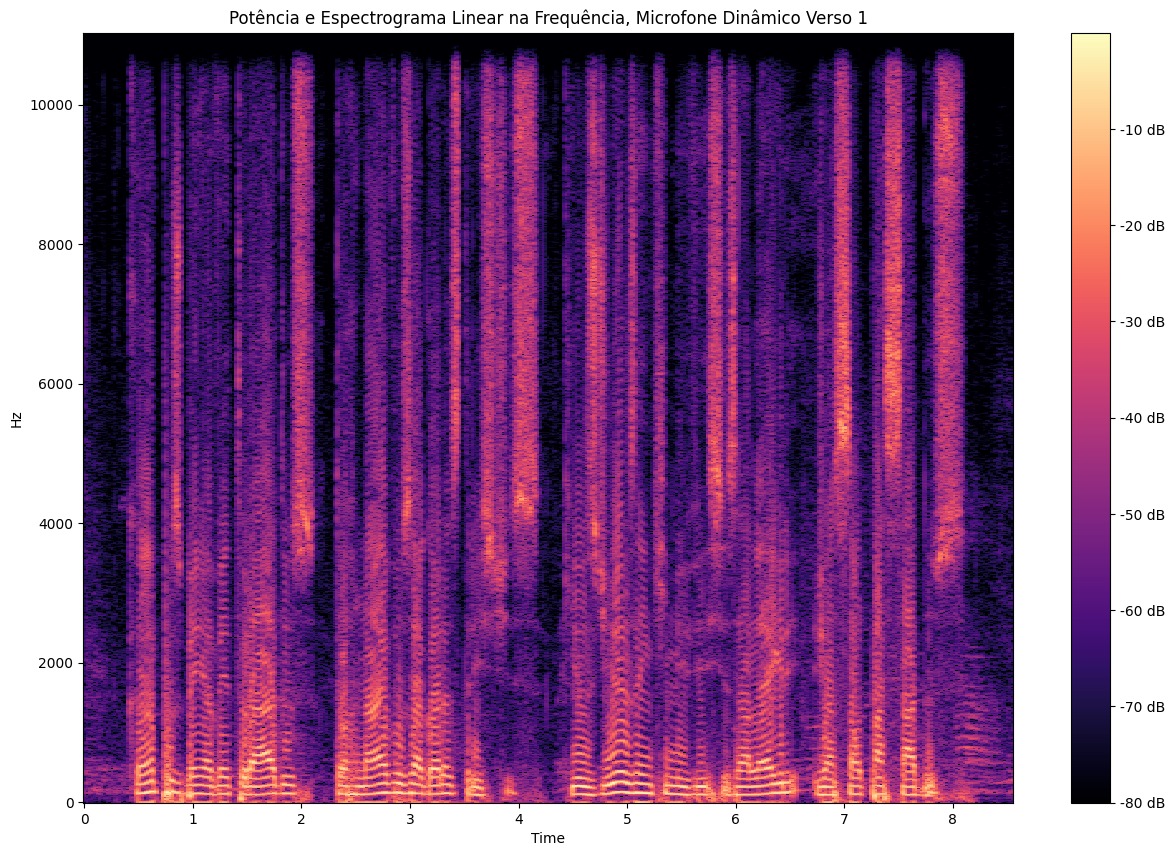 Potência e Espectrograma Linear na Frequência, Microfone Dinâmico Verso 1
Hz
10000
8000
6000
4000
2000
0
0 1 2 3 4 5 6 7 8
Time
-10 dB
-20 dB
-30 dB
-40 dB
-50 dB
-60 dB
-70 dB
-80 dB